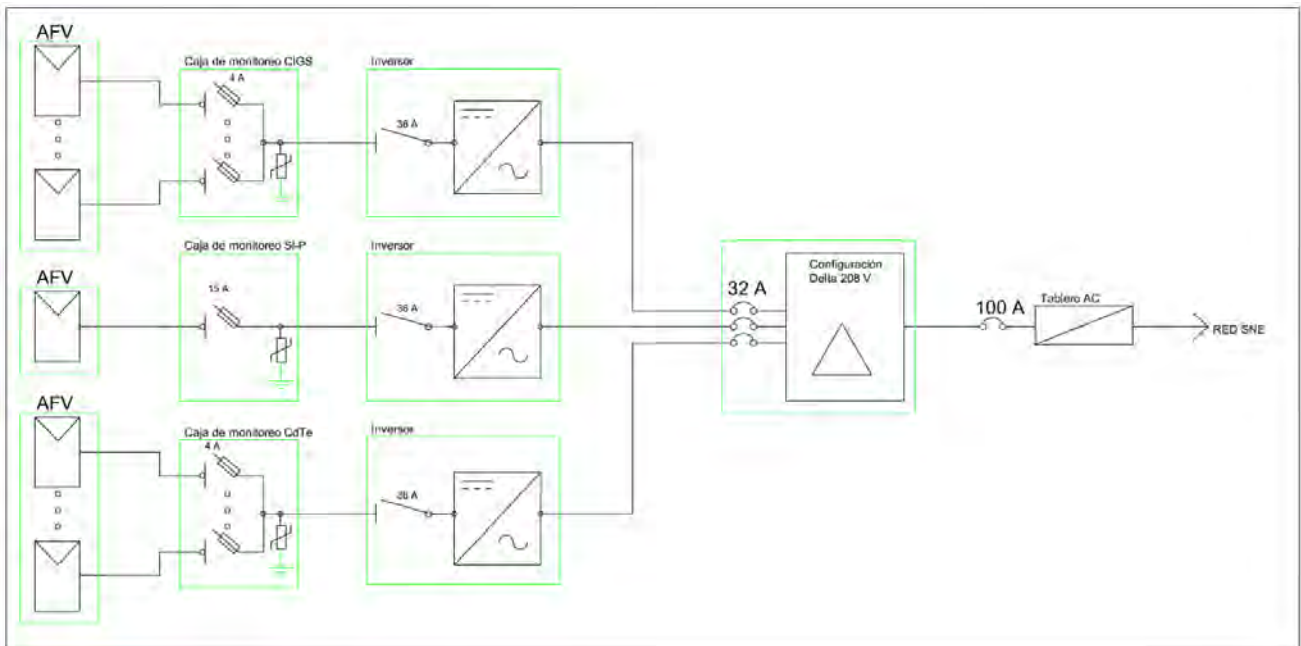 AFV
Caja de monitoreo CIGS
4 A
Inversor
36 A
AFV
Caja de monitoreo SI-P
15 A
Inversor
36 A
AFV
Caja de monitoreo CdTe
4 A
Inversor
36 A
32 A
Configuración
Delta 208 V
100 A
Tablero AC
RED SNE